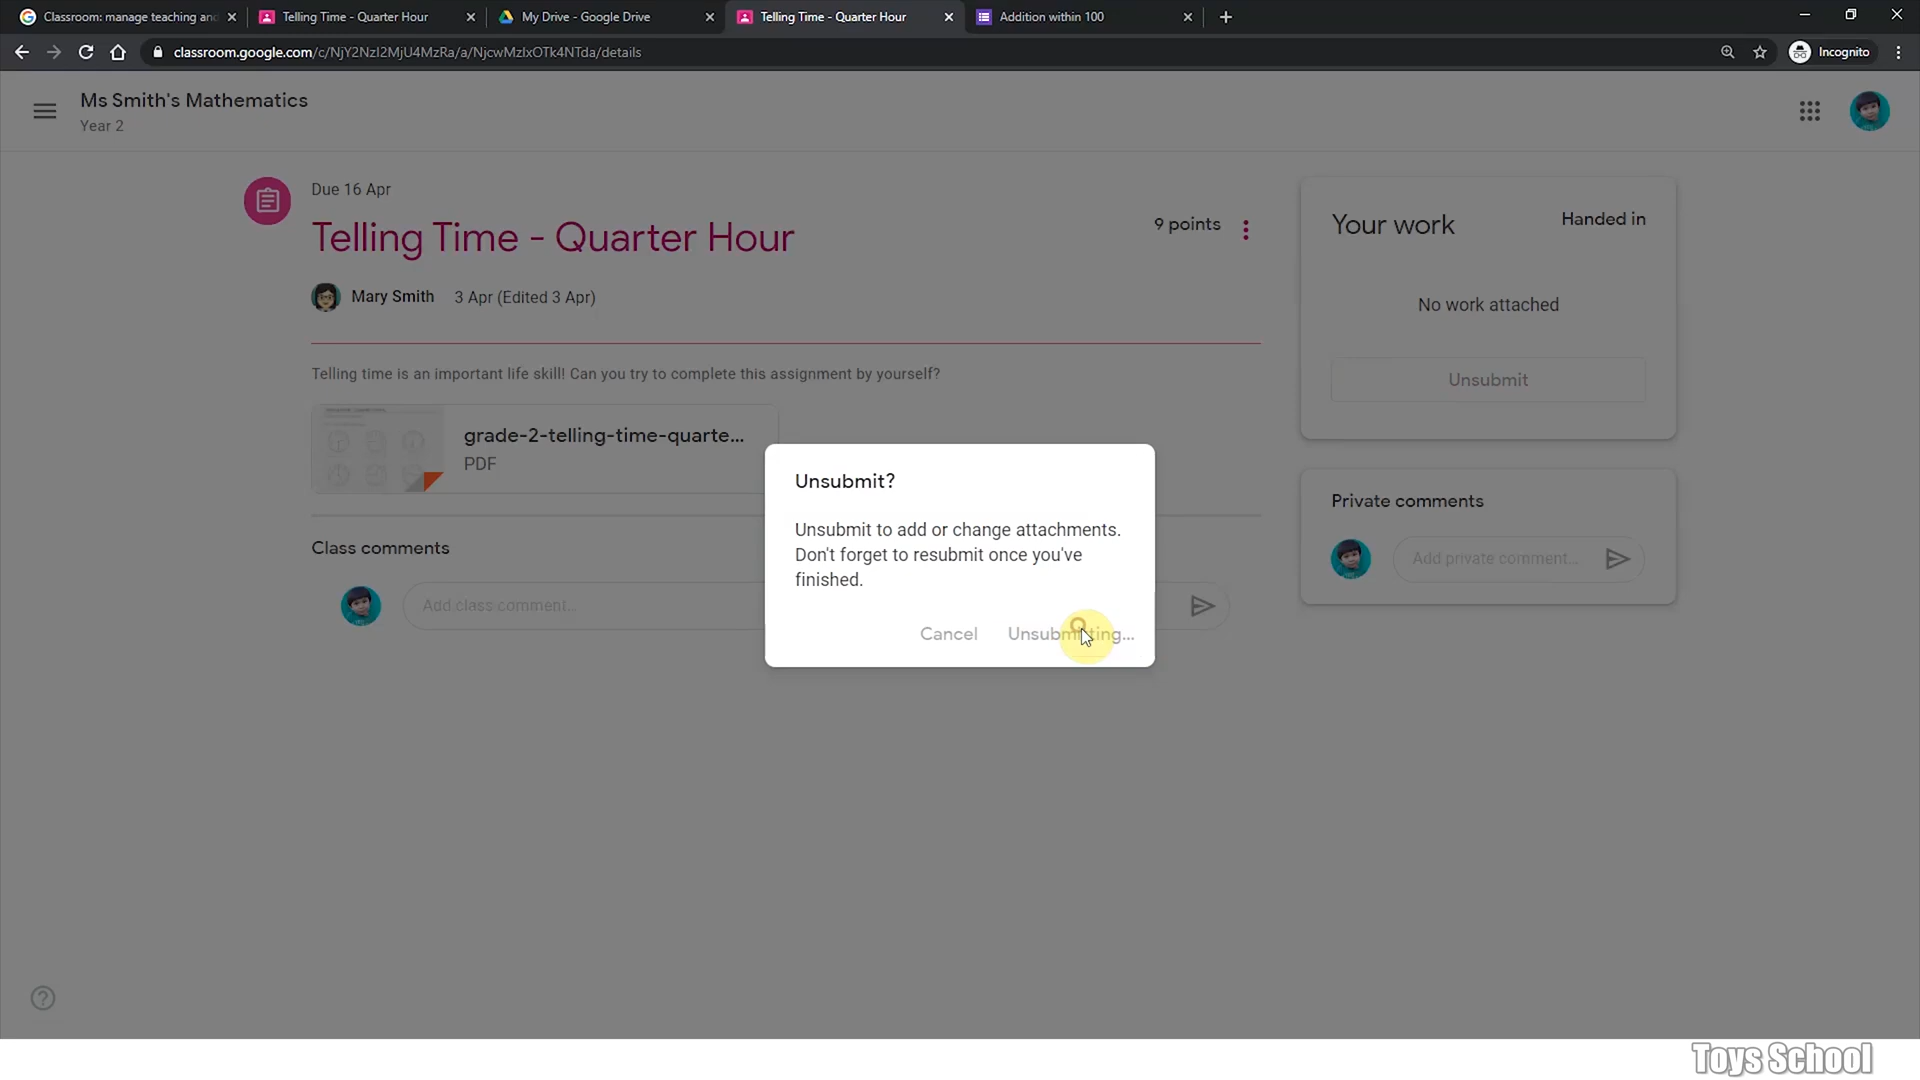 Classroom: manage teaching and
Telling Time - Quarter Hour
My Drive - Google Drive
Telling Time - Quarter Hour
Addition within 100
classroom.google.com/c/NjY2NzI2MjU4MzRa/a/NjcwMzIxOTk4NTda/details
Incognito
Ms Smith's Mathematics
Year 2
Due 16 Apr
Telling Time - Quarter Hour
9 points
Mary Smith
3 Apr (Edited 3 Apr)
Telling time is an important life skill! Can you try to complete this assignment by yourself?
grade-2-telling-time-quarte...
PDF
Class comments
Add class comment...
Your work
Handed in
No work attached
Unsubmit
Private comments
Add private comment...
Unsubmit?
Unsubmit to add or change attachments.
Don't forget to resubmit once you've
finished.
Cancel
Unsubmitting...
Toys School